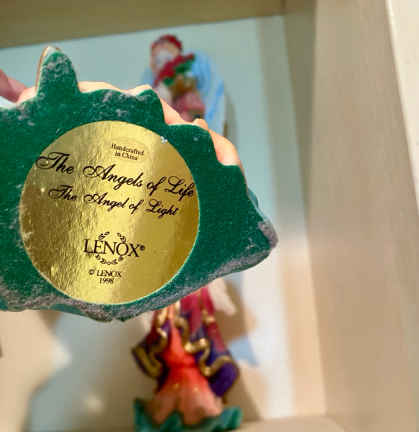 Handcrafted
in China
The Angels of Life
The Angel of Light
LENOX®
© LENOX
1998